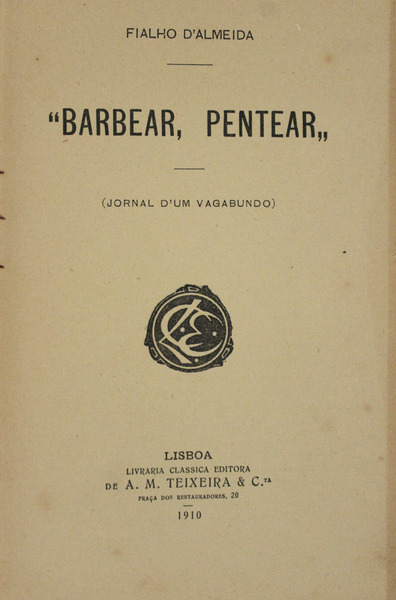 FIALHO D'ALMEIDA
“BARBEAR, PENTEAR„
(JORNAL D'UM VAGABUNDO)
LISBOA
LIVRARIA CLASSICA EDITORA
DE A. M. TEIXEIRA & C.TA
PRAÇA DOS RESTAURADORES, 20
1910